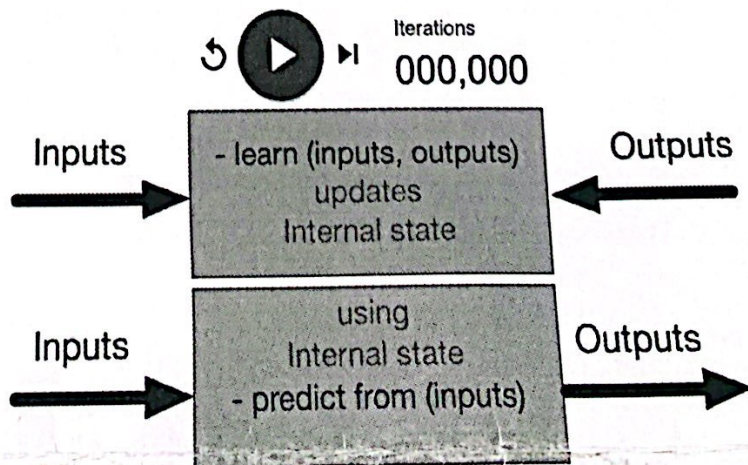 Iterations
000,000
Inputs
- learn (inputs, outputs)
updates
Internal state
Outputs
Inputs
using
Internal state
- predict from (inputs)
Outputs